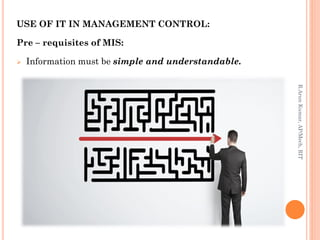 USE OF IT IN MANAGEMENT CONTROL:
Pre – requisites of MIS:
Information must be simple and understandable.
R.Arun Kumar, AP/Mech, RIT